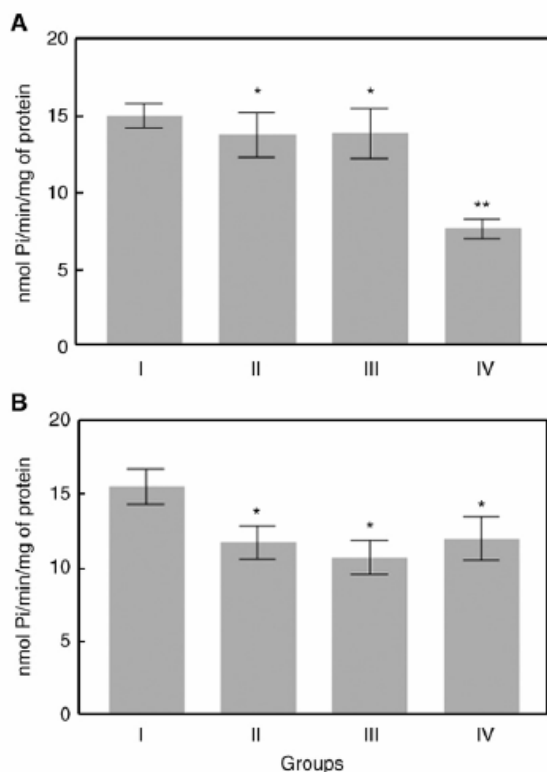 A
20
15
10
5
0
nmol Pi/min/mg of protein
*
*
**
I
II
III
IV
B
20
15
10
5
0
nmol Pi/min/mg of protein
*
*
*
I
II
III
IV
Groups